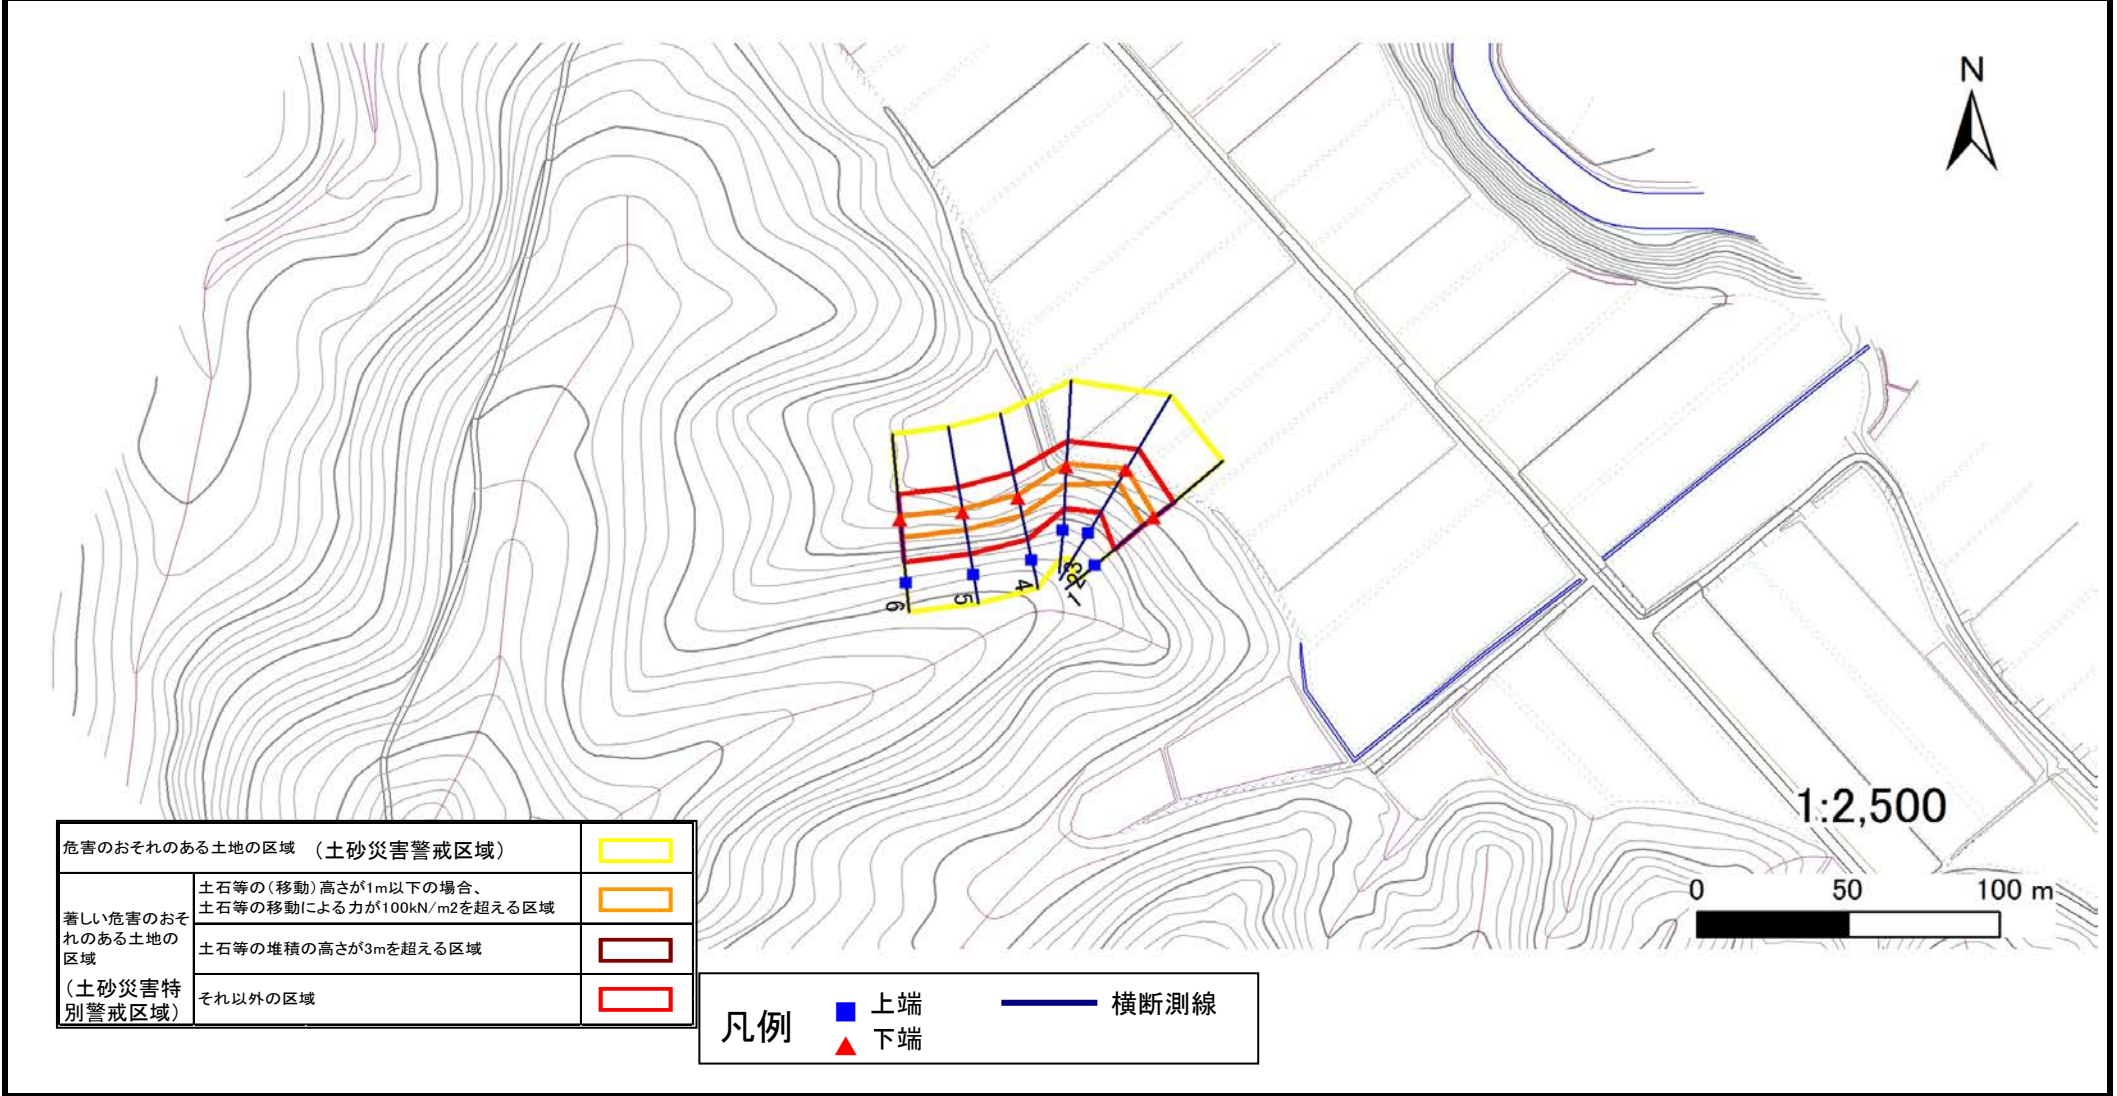 N
6
5
4
3
2
1
1:2,500
0 50 100 m
危害のおそれのある土地の区域 （土砂災害警戒区域）
著しい危害のおそ
れのある土地の
区域
（土砂災害特
別警戒区域）
土石等の（移動）高さが1m以下の場合、
土石等の移動による力が100kN/m2を超える区域
土石等の堆積の高さが3mを超える区域
それ以外の区域
凡例
上端
下端
横断測線